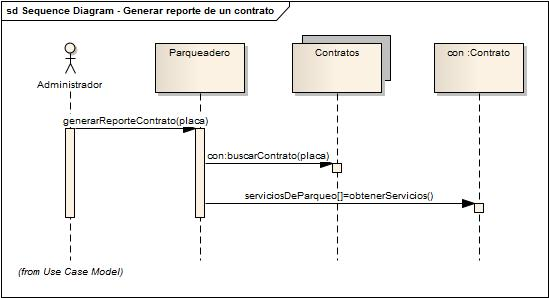 sd Sequence Diagram - Generar reporte de un contrato
Administrador
Parqueadero
Contratos
con :Contrato
generarReporteContrato(placa)
con:buscarContrato(placa)
serviciosDeParqueo[]=obtenerServicios()
(from Use Case Model)